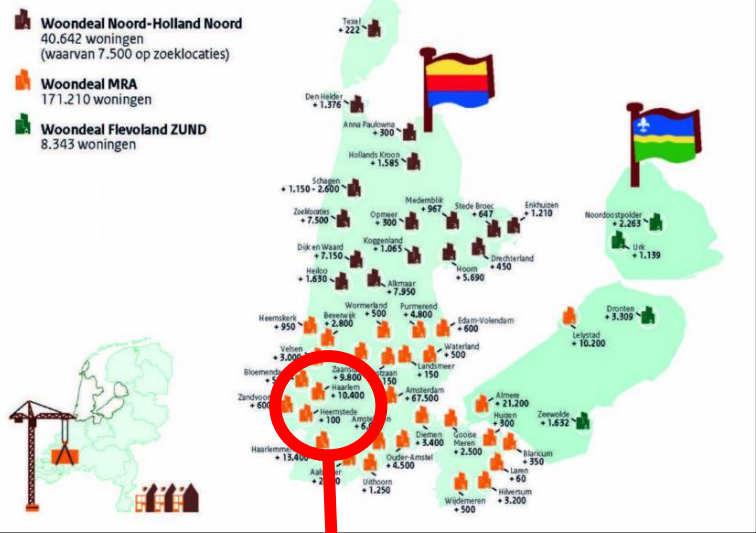 Woondeal Noord-Holland Noord
40.642 woningen
(waarvan 7.500 op zoeklocaties)
Woondeal MRA
171.210 woningen
Woondeal Flevoland ZUND
8.343 woningen
Texel
+ 222
Den Helder
+ 1.376
Anna Paulowna
+ 300
Hollands Kroon
+ 1.585
Schagen
+ 1.150 - 2.600
Zoeklocaties
+ 7.500
Opmeer
+ 300
Medemblik
+ 967
Stede Broec
+ 647
Enkhuizen
+ 1.210
Noordoostpolder
+ 2.263
Urk
+ 1.139
Dijk en Waard
+ 7.150
Koggenland
+ 1.065
Hoorn
+ 5.690
Drechterland
+ 450
Heiloo
+ 1.630
Alkmaar
+ 7.950
Heemskerk
+ 950
Beverwijk
+ 2.800
Wormerland
+ 500
Purmerend
+ 4.800
Edam-Volendam
+ 600
Dronten
+ 3.309
Lelystad
+ 10.200
Velsen
+ 3.000
Waterland
+ 500
Landsmeer
+ 150
+ 9.800
150
Haarlem
+ 10.400
Amsterdam
+ 67.500
+ 600
Heemstede
+ 100
Almere
+ 21.200
Huizen
+ 300
Zeewolde
+ 1.632
Diemen
+ 3.400
Gooise
Meren
+ 2.500
Blaricum
+ 350
+ 13.400
Ouder-Amstel
+ 4.500
Laren
+ 60
Uithoorn
+ 1.250
Hilversum
+ 3.200
Wijdemeren
+ 500